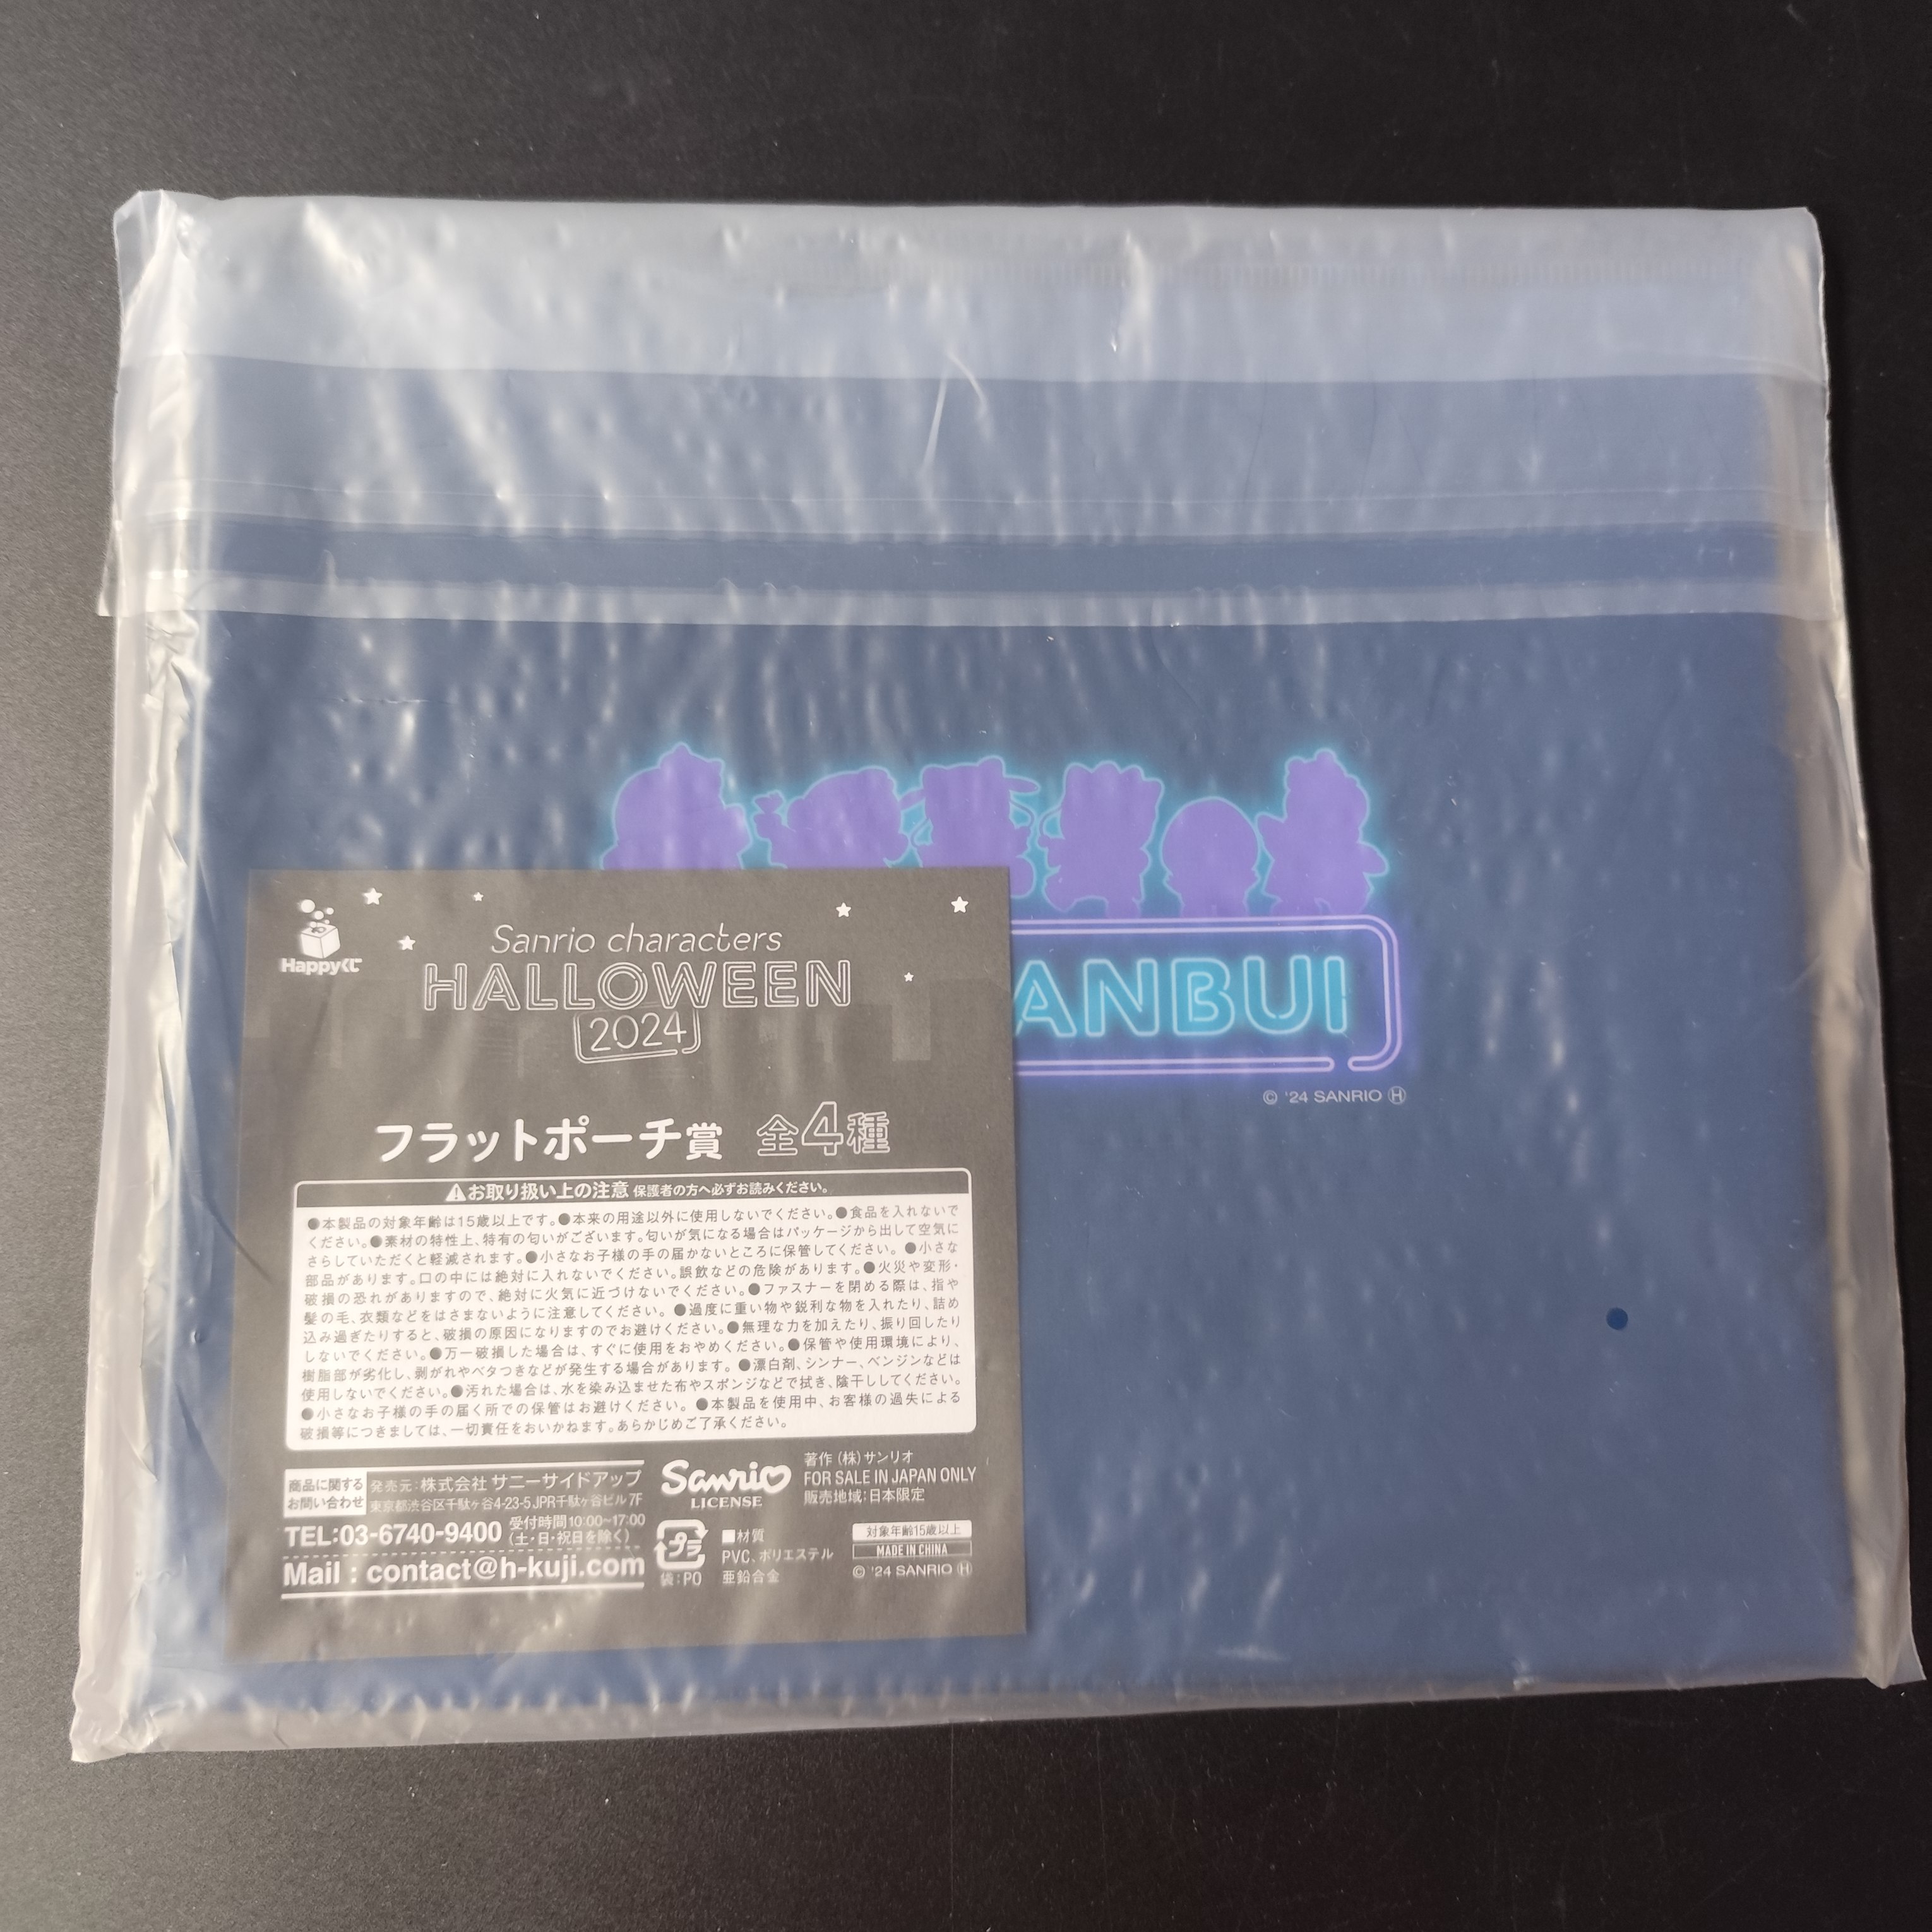 Happyくじ
Sanrio characters
HALLOWEEN
2024
ANBUI
© '24 SANRIO Ⓗ
フラットポーチ賞 全4種
⚠お取り扱い上の注意 保護者の方へ必ずお読みください。
●本製品の対象年齢は15歳以上です。●本来の用途以外に使用しないでください。●食品を入れないで
ください。●素材の特性上、特有の匂いがございます。匂いが気になる場合はパッケージから出して空気に
さらしていただくと軽減されます。●小さなお子様の手の届かないところに保管してください。●小さな
部品があります。口の中には絶対に入れないでください。誤飲などの危険があります。●火災や変形・
破損の恐れがありますので、絶対に火気に近づけないでください。●ファスナーを閉める際は、指や
髪の毛、衣類などをはさまないように注意してください。●過度に重い物や鋭利な物を入れたり、詰め
込み過ぎたりすると、破損の原因になりますのでお避けください。●無理な力を加えたり、振り回したり
しないでください。●万一破損した場合は、すぐに使用をおやめください。●保管や使用環境により、
樹脂部が劣化し、剥がれやベタつきなどが発生する場合があります。●漂白剤、シンナー、ベンジンなどは
使用しないでください。●汚れた場合は、水を染み込ませた布やスポンジなどで拭き、陰干ししてください。
●小さなお子様の手の届く所での保管はお避けください。●本製品を使用中、お客様の過失による
破損等につきましては、一切責任をおいかねます。あらかじめご了承ください。
商品に関する
お問い合わせ
発売元:株式会社 サニーサイドアップ
東京都渋谷区千駄ヶ谷4-23-5 JPR千駄ヶ谷ビル 7F
TEL:03-6740-9400 受付時間10:00~17:00
(土・日・祝日を除く)
Mail : contact@h-kuji.com
Sanrio
LICENSE
著作 (株)サンリオ
FOR SALE IN JAPAN ONLY
販売地域:日本限定
プラ
袋:PO
■材質
PVC、ポリエステル
亜鉛合金
対象年齢15歳以上
MADE IN CHINA
© '24 SANRIO Ⓗ